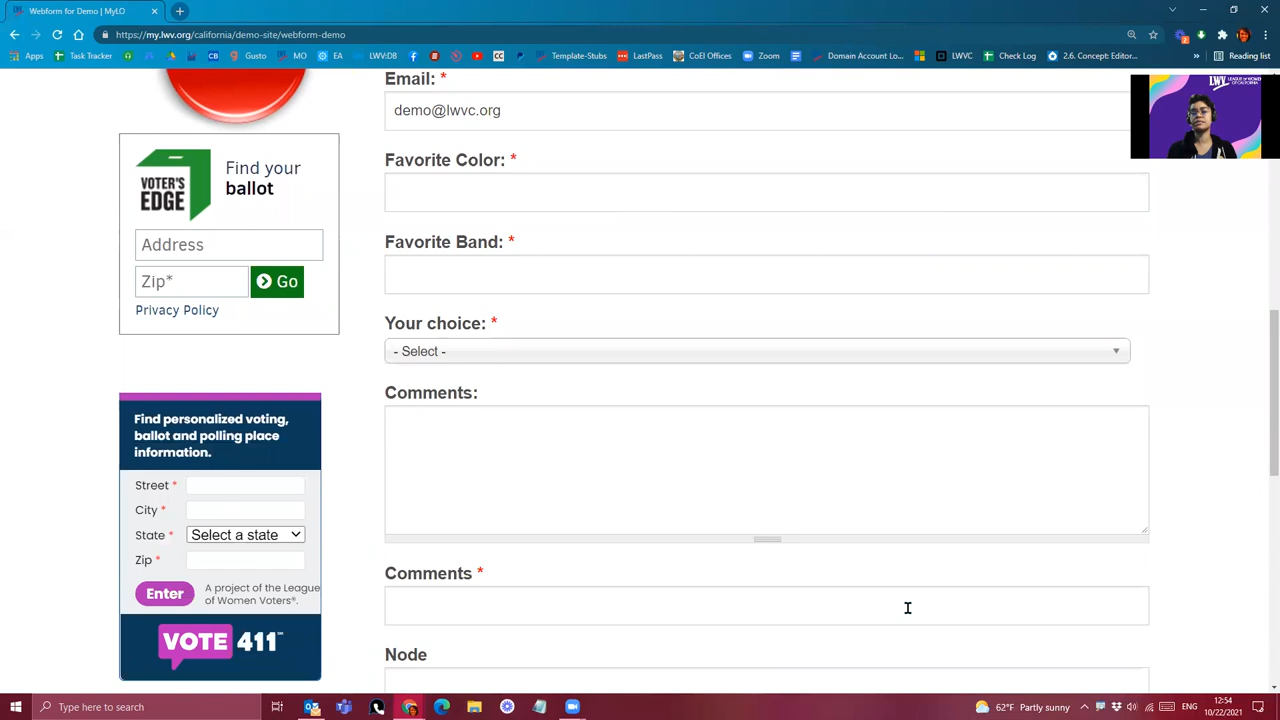 Webform for Demo | MyLO
https://my.lwv.org/california/demo-site/webform-demo
Apps
Task Tracker
CB
Gusto
MO
EA
LWV:DB
Template-Stubs
LastPass
CoEI Offices
Zoom
Domain Account Lo...
LWVC
Check Log
2.6. Concept: Editor...
Reading list
LWV
Email: *
demo@lwvc.org
Favorite Color: *
Favorite Band: *
Your choice: *
- Select -
Comments:
Comments *
Node
VOTER'S
EDGE
Find your
ballot
Address
Zip*
Go
Privacy Policy
Find personalized voting,
ballot and polling place
information.
Street *
City *
State *
Select a state
Zip *
Enter
A project of the League
of Women Voters®.
VOTE 411™
Type here to search
62°F Partly sunny
ENG
12:54
10/22/2021